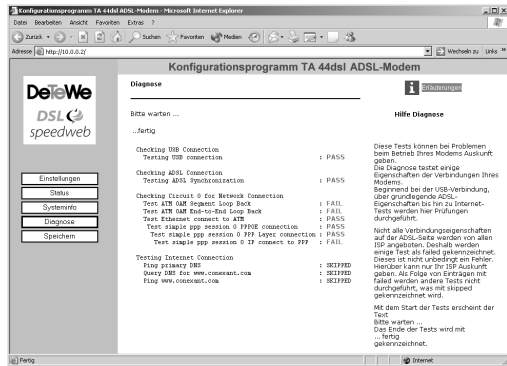 Konfigurationsprogramm TA 44dsl ADSL-Modem - Microsoft Internet Explorer
Datei Bearbeiten Ansicht Favoriten Extras ?
Zurück Suchen Favoriten Medien
Adresse http://10.0.0.2/ Wechseln zu Links »
Konfigurationsprogramm TA 44dsl ADSL-Modem
DeTeWe
DSL
speedweb
Einstellungen
Status
Systeminfo
Diagnose
Speichern
Diagnose
Bitte warten ...
...fertig
Checking USB Connection
Testing USB connection : PASS
Checking ADSL Connection
Testing ADSL Synchronization : PASS
Checking Circuit 0 for Network Connection
Test ATM OAM Segment Loop Back : FAIL
Test ATM OAM End-to-End Loop Back : FAIL
Test Ethernet connect to ATM : PASS
Test simple ppp session 0 PPPOE connection : PASS
Test simple ppp session 0 PPP Layer connection : PASS
Test simple ppp session 0 IP connect to PPP : FAIL
Testing Internet Connection
Ping primary DNS : SKIPPED
Query DNS for www.conexant.com : SKIPPED
Ping www.conexant.com : SKIPPED
i Erläuterungen
Hilfe Diagnose
Diese Tests können bei Problemen
beim Betrieb Ihres Modems Auskunft
geben.
Die Diagnose testet einige
Eigenschaften der Verbindungen Ihres
Modems.
Beginnend bei der USB-Verbindung,
über grundlegende ADSL-
Eigenschaften bis hin zu Internet-
Tests werden hier Prüfungen
durchgeführt.
Nicht alle Verbindungseigenschaften
auf der ADSL-Seite werden von allen
ISP angeboten. Deshalb werden
einige Test als failed gekennzeichnet.
Dieses ist nicht unbedingt ein Fehler.
Hierüber kann nur Ihr ISP Auskunft
geben. Als Folge von Einträgen mit
failed werden andere Tests nicht
durchgeführt, was mit skipped
gekennzeichnet wird.
Mit dem Start der Tests erscheint der
Text
Bitte warten ...
Das Ende der Tests wird mit
... fertig
gekennzeichnet.
Fertig
Internet